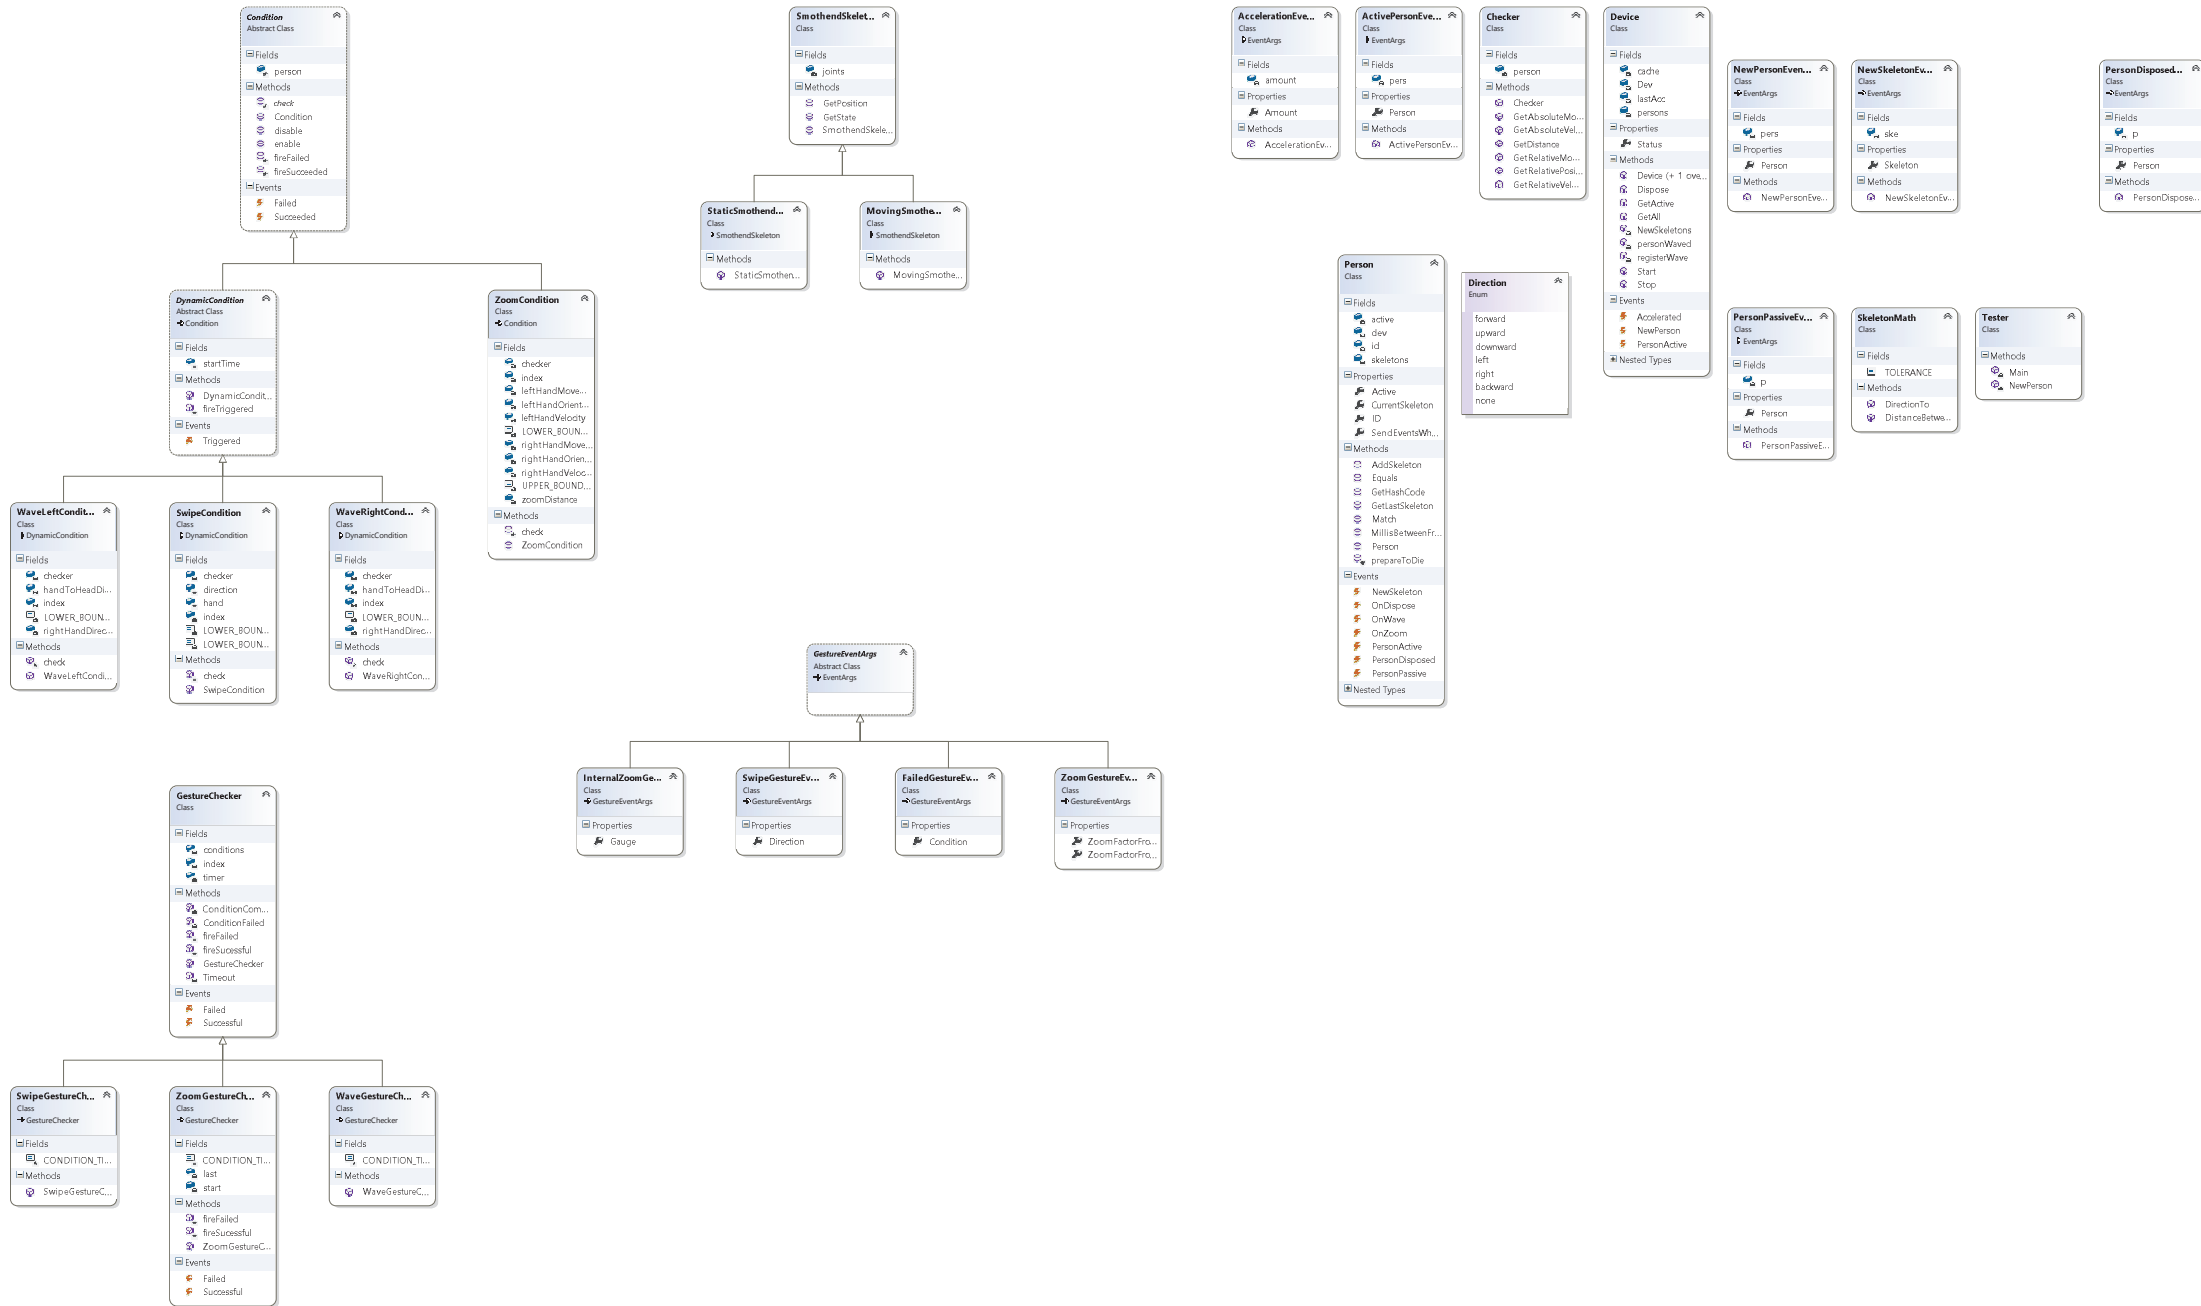 Condition
Abstract Class
Fields
person
Methods
check
Condition
disable
enable
fireFailed
fireSucceeded
Events
Failed
Succeeded
SmothendSkelet...
Class
Fields
joints
Methods
GetPosition
GetState
SmothendSkele...
AccelerationEve...
Class
EventArgs
Fields
amount
Properties
Amount
Methods
AccelerationEv...
ActivePersonEve...
Class
EventArgs
Fields
pers
Properties
Person
Methods
ActivePersonEv...
Checker
Class
Fields
person
Methods
Checker
GetAbsoluteMo...
GetAbsoluteVel...
GetDistance
GetRelativeMo...
GetRelativePosi...
GetRelativeVel...
Device
Class
Fields
cache
Dev
lastAcc
persons
Properties
Status
Methods
Device (+ 1 ove...
Dispose
GetActive
GetAll
NewSkeletons
personWaved
registerWave
Start
Stop
Events
Accelerated
NewPerson
PersonActive
Nested Types
NewPersonEven...
Class
EventArgs
Fields
pers
Properties
Person
Methods
NewPersonEve...
NewSkeletonEv...
Class
EventArgs
Fields
ske
Properties
Skeleton
Methods
NewSkeletonEv...
PersonDisposed...
Class
EventArgs
Fields
p
Properties
Person
Methods
PersonDispose...
StaticSmothend...
Class
SmothendSkeleton
Methods
StaticSmothen...
MovingSmothe...
Class
SmothendSkeleton
Methods
MovingSmothe...
Person
Class
Fields
active
dev
id
skeletons
Properties
Active
CurrentSkeleton
ID
SendEventsWh...
Methods
AddSkeleton
Equals
GetHashCode
GetLastSkeleton
Match
MillisBetweenFr...
Person
prepareToDie
Events
NewSkeleton
OnDispose
OnWave
OnZoom
PersonActive
PersonDisposed
PersonPassive
Nested Types
Direction
Enum
forward
upward
downward
left
right
backward
none
PersonPassiveEv...
Class
EventArgs
Fields
p
Properties
Person
Methods
PersonPassiveE...
SkeletonMath
Class
Fields
TOLERANCE
Methods
DirectionTo
DistanceBetwe...
Tester
Class
Methods
Main
NewPerson
DynamicCondition
Abstract Class
Condition
Fields
startTime
Methods
DynamicCondit...
fireTriggered
Events
Triggered
ZoomCondition
Class
Condition
Fields
checker
index
leftHandMove...
leftHandOrient...
leftHandVelocity
LOWER_BOUN...
rightHandMove...
rightHandOrien...
rightHandVeloc...
UPPER_BOUND...
zoomDistance
Methods
check
ZoomCondition
WaveLeftCondit...
Class
DynamicCondition
Fields
checker
handToHeadDi...
index
LOWER_BOUN...
rightHandDirec...
Methods
check
WaveLeftCondi...
SwipeCondition
Class
DynamicCondition
Fields
checker
direction
hand
index
LOWER_BOUN...
LOWER_BOUN...
Methods
check
SwipeCondition
WaveRightCond...
Class
DynamicCondition
Fields
checker
handToHeadDi...
index
LOWER_BOUN...
rightHandDirec...
Methods
check
WaveRightCon...
GestureEventArgs
Abstract Class
EventArgs
InternalZoomGe...
Class
GestureEventArgs
Properties
Gauge
SwipeGestureEv...
Class
GestureEventArgs
Properties
Direction
FailedGestureEv...
Class
GestureEventArgs
Properties
Condition
ZoomGestureEv...
Class
GestureEventArgs
Properties
ZoomFactorFro...
ZoomFactorFro...
GestureChecker
Class
Fields
conditions
index
timer
Methods
ConditionCom...
ConditionFailed
fireFailed
fireSucessful
GestureChecker
Timeout
Events
Failed
Successful
SwipeGestureCh...
Class
GestureChecker
Fields
CONDITION_TI...
Methods
SwipeGestureC...
ZoomGestureCh...
Class
GestureChecker
Fields
CONDITION_TI...
last
start
Methods
fireFailed
fireSucessful
ZoomGestureC...
Events
Failed
Successful
WaveGestureCh...
Class
GestureChecker
Fields
CONDITION_TI...
Methods
WaveGestureC...